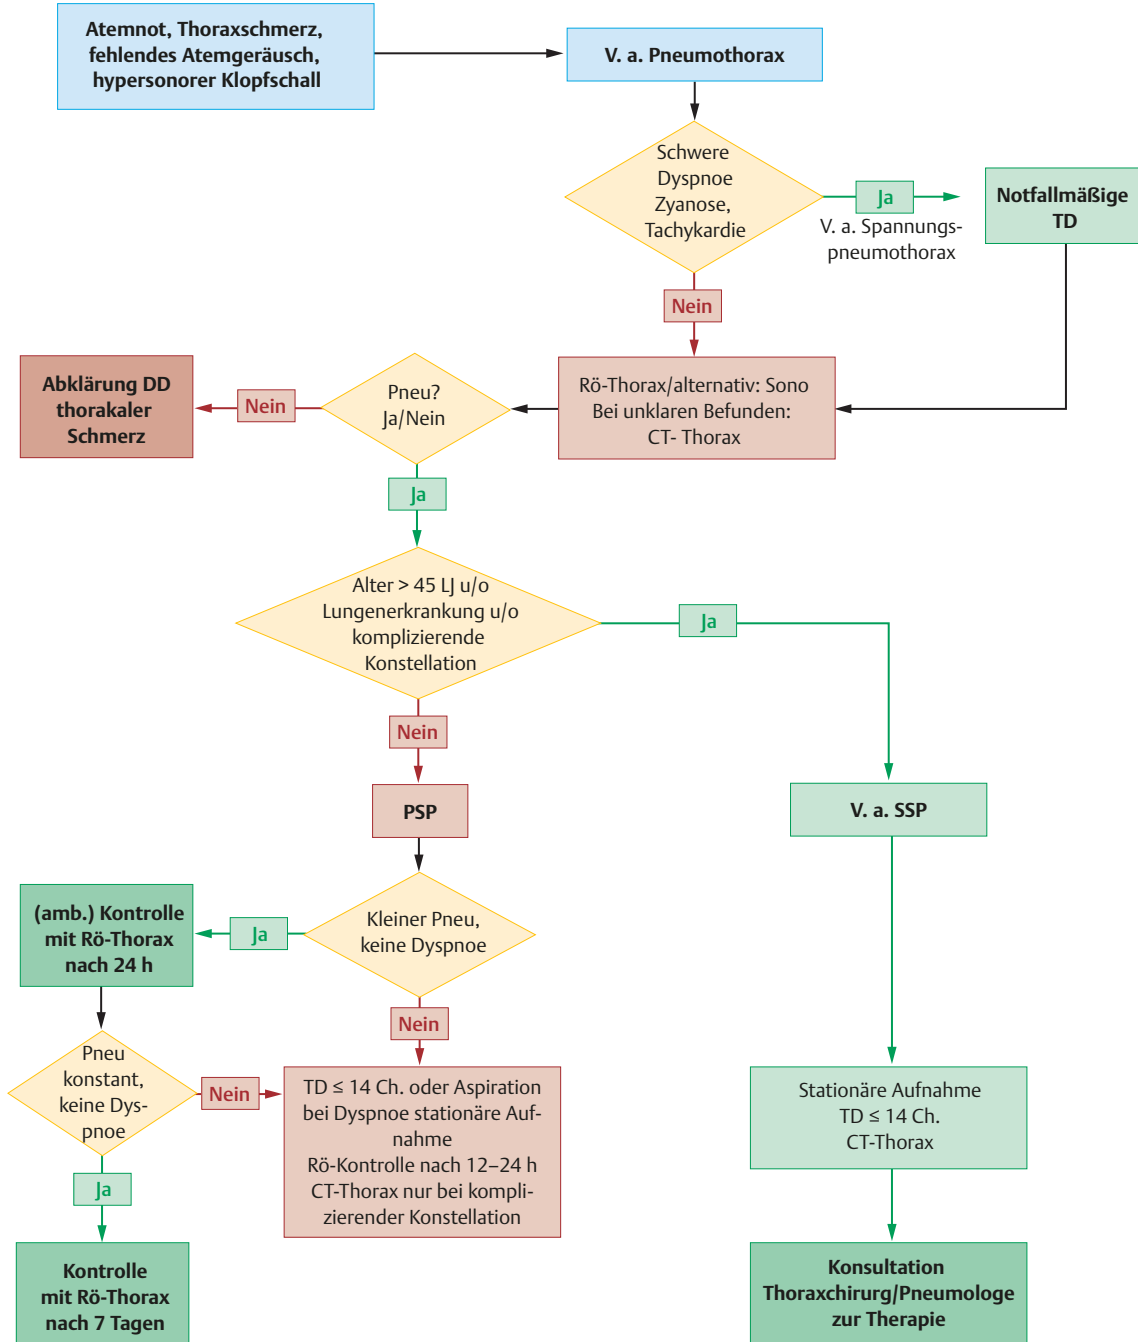 Atemnot, Thoraxschmerz,
fehlendes Atemgeräusch,
hypersonorer Klopfschall
V. a. Pneumothorax
Schwere
Dyspnoe
Zyanose,
Tachykardie
Ja
V. a. Spannungs-
pneumothorax
Notfallmäßige
TD
Nein
Rö-Thorax/alternativ: Sono
Bei unklaren Befunden:
CT- Thorax
Pneu?
Ja/Nein
Nein
Abklärung DD
thorakaler
Schmerz
Ja
Alter > 45 LJ u/o
Lungenerkrankung u/o
komplizierende
Konstellation
Ja
Nein
PSP
V. a. SSP
Kleiner Pneu,
keine Dyspnoe
Ja
(amb.) Kontrolle
mit Rö-Thorax
nach 24 h
Nein
Pneu
konstant,
keine Dys-
pnoe
Nein
TD ≤ 14 Ch. oder Aspiration
bei Dyspnoe stationäre Auf-
nahme
Rö-Kontrolle nach 12–24 h
CT-Thorax nur bei kompli-
zierender Konstellation
Stationäre Aufnahme
TD ≤ 14 Ch.
CT-Thorax
Ja
Kontrolle
mit Rö-Thorax
nach 7 Tagen
Konsultation
Thoraxchirurg/Pneumologe
zur Therapie